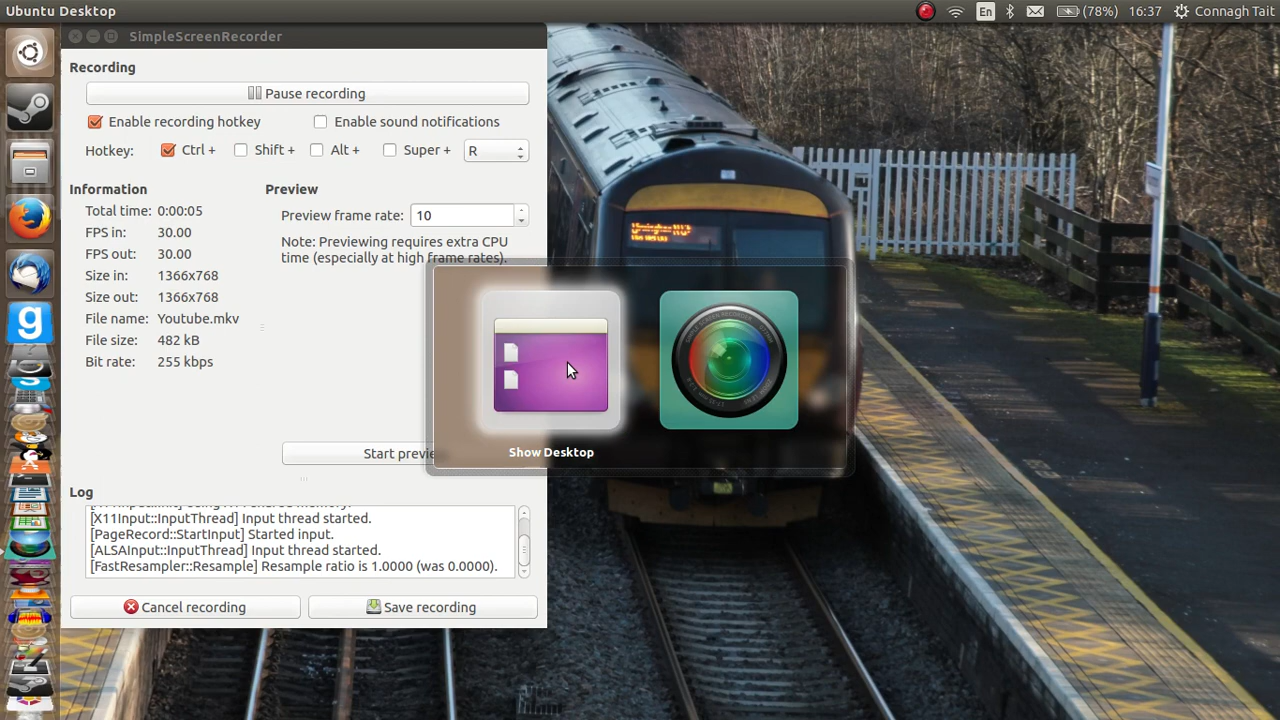 Ubuntu Desktop
En
(78%)
16:37
Connagh Tait
SimpleScreenRecorder
Recording
Pause recording
Enable recording hotkey
Enable sound notifications
Hotkey: Ctrl + Shift + Alt + Super + R
Information
Total time: 0:00:05
FPS in: 30.00
FPS out: 30.00
Size in: 1366x768
Size out: 1366x768
File name: Youtube.mkv
File size: 482 kB
Bit rate: 255 kbps
Preview
Preview frame rate: 10
Note: Previewing requires extra CPU
time (especially at high frame rates).
Show Desktop
Start previe
Log
[X11Input::InputThread] Input thread started.
[PageRecord::StartInput] Started input.
[ALSAInput::InputThread] Input thread started.
[FastResampler::Resample] Resample ratio is 1.0000 (was 0.0000).
Cancel recording
Save recording